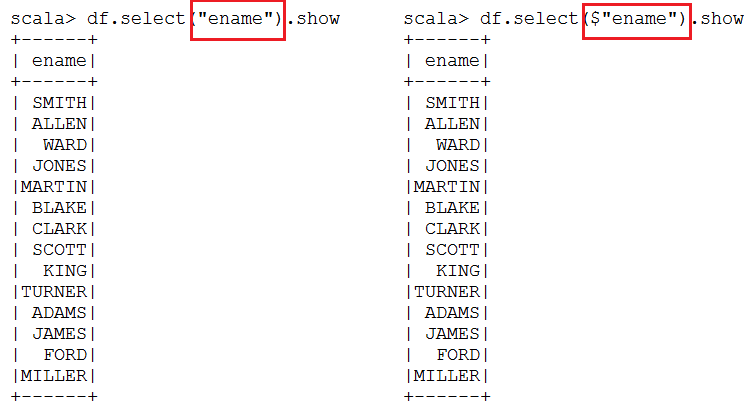 scala> df.select("ename").show
+------+
| ename|
+------+
| SMITH|
| ALLEN|
|  WARD|
| JONES|
|MARTIN|
| BLAKE|
| CLARK|
| SCOTT|
|  KING|
|TURNER|
| ADAMS|
| JAMES|
|  FORD|
|MILLER|
+------+
scala> df.select($"ename").show
+------+
| ename|
+------+
| SMITH|
| ALLEN|
|  WARD|
| JONES|
|MARTIN|
| BLAKE|
| CLARK|
| SCOTT|
|  KING|
|TURNER|
| ADAMS|
| JAMES|
|  FORD|
|MILLER|
+------+